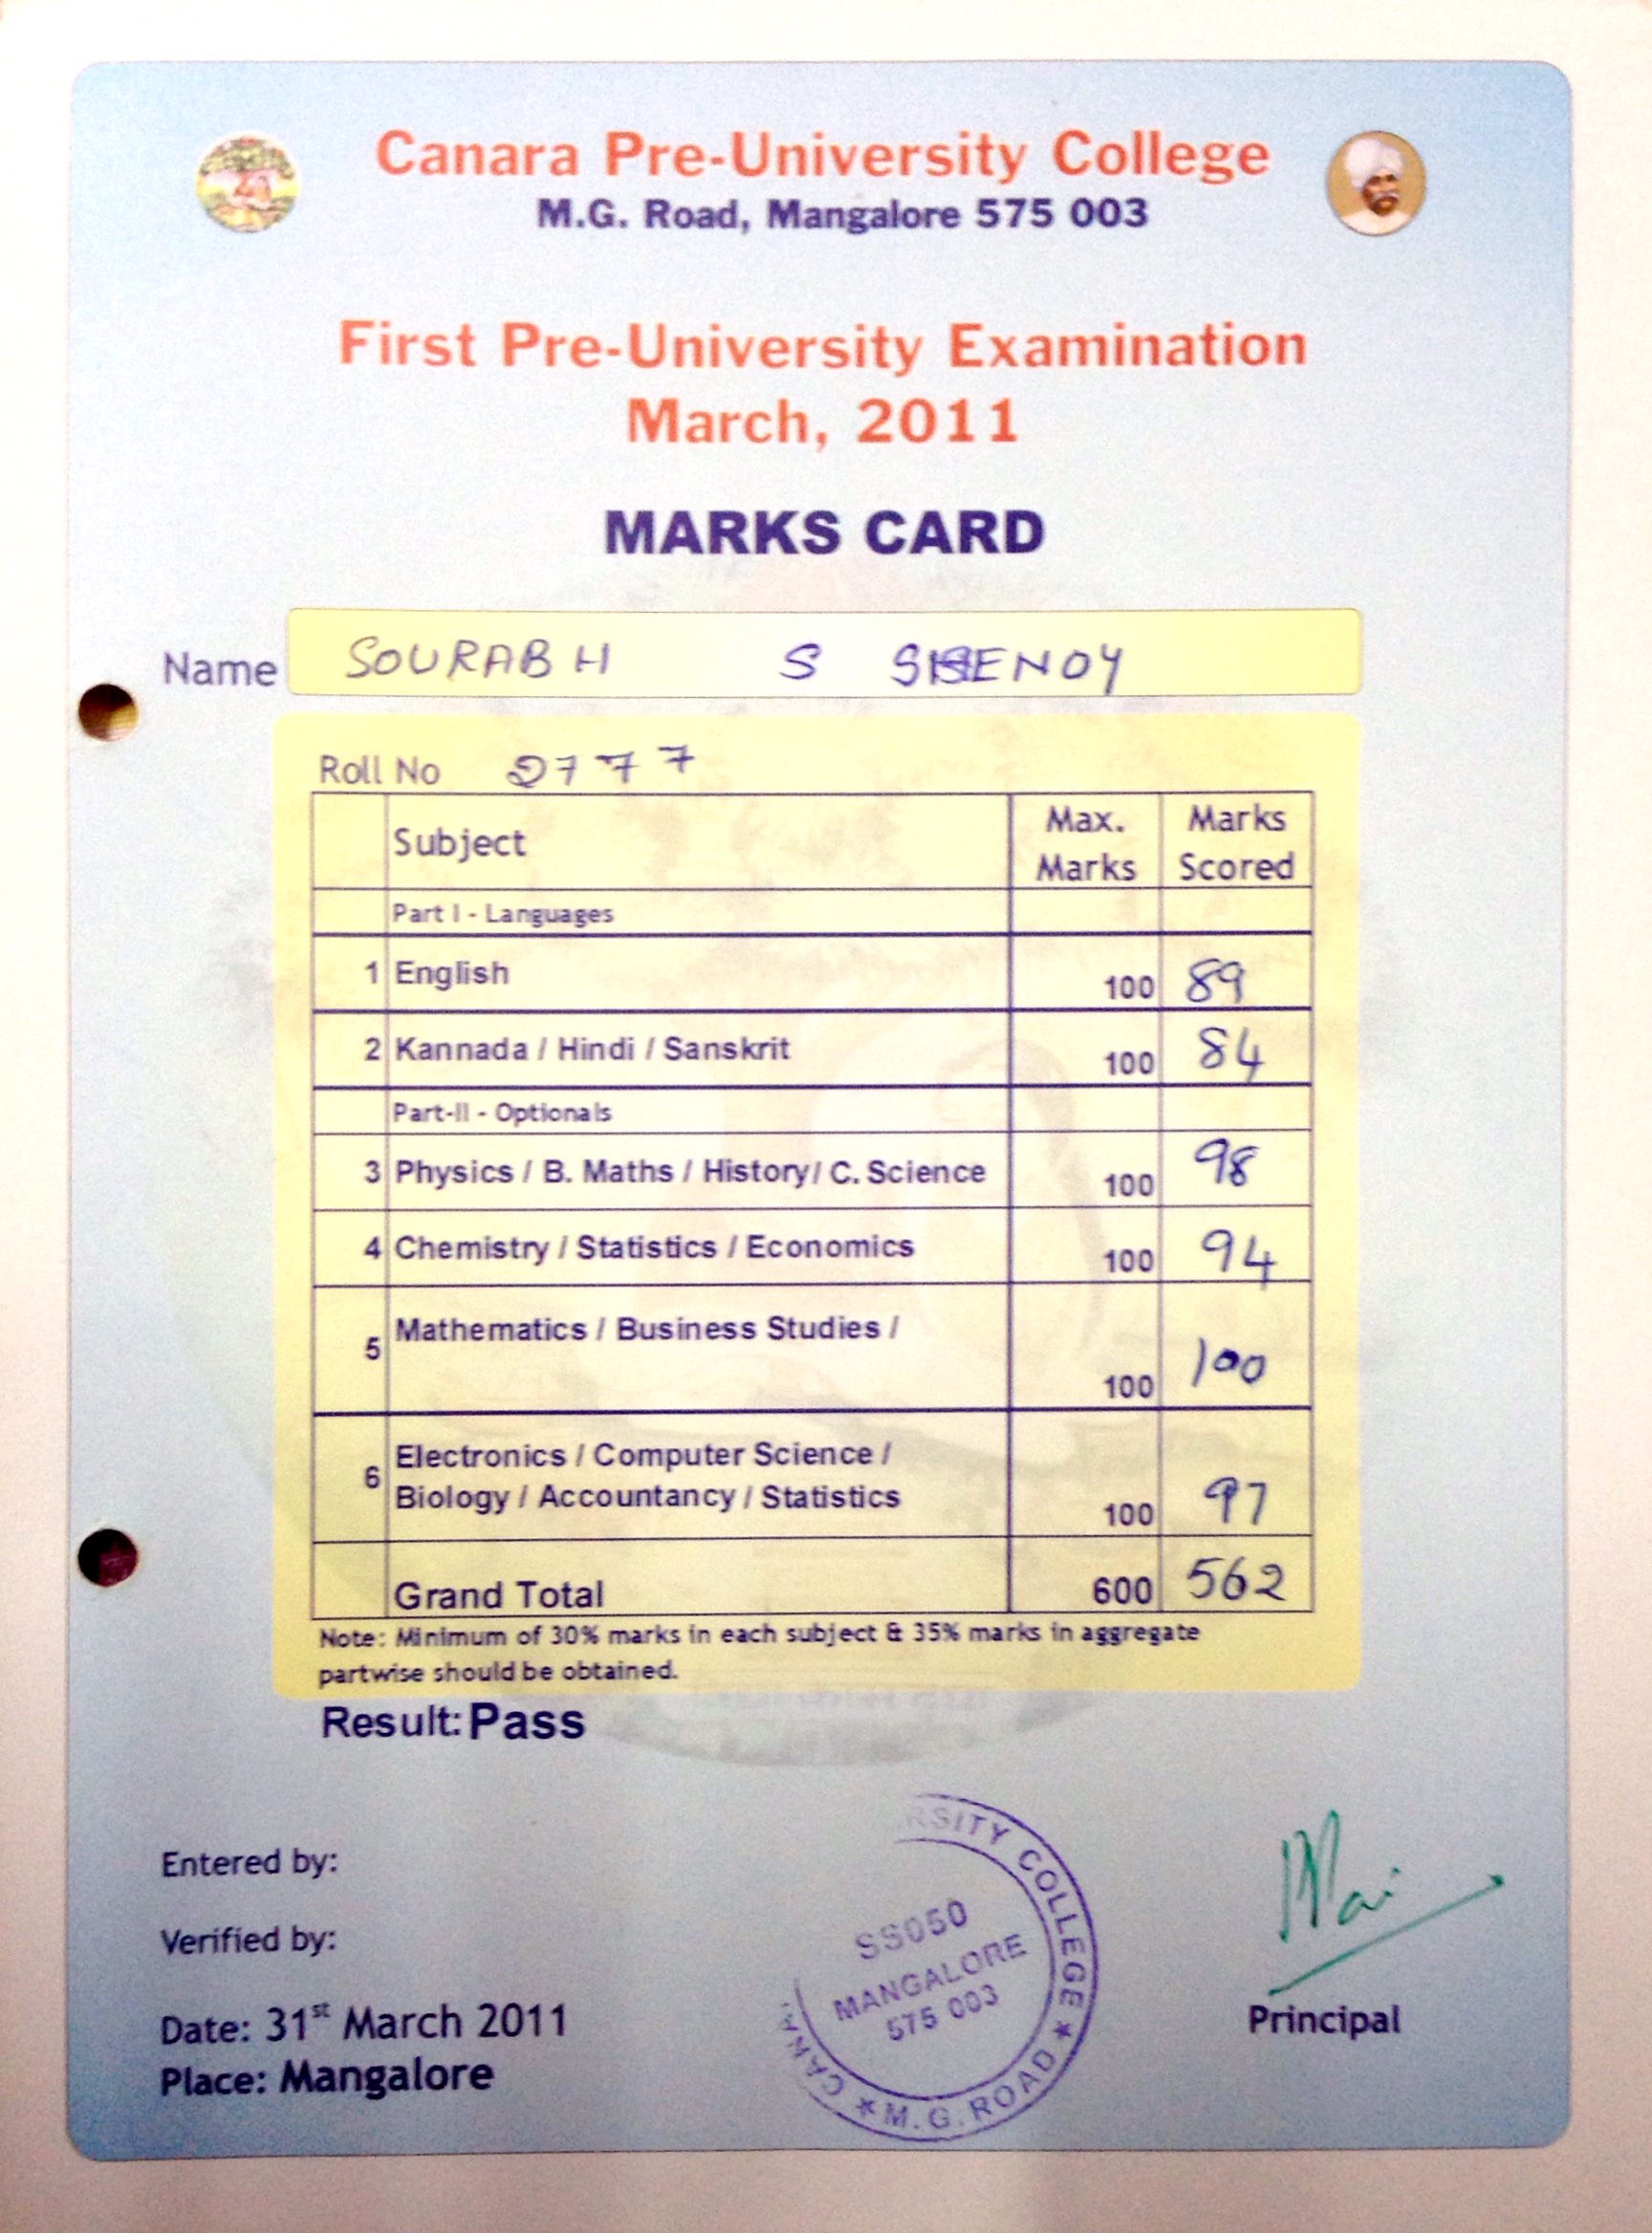 Canara Pre-University College
M.G. Road, Mangalore 575 003
First Pre-University Examination
March, 2011
MARKS CARD
Name SOURABH S SHENOY
Roll No 2777
Subject Max. Marks Marks Scored
Part I - Languages
1 English 100 89
2 Kannada / Hindi / Sanskrit 100 84
Part-II - Optionals
3 Physics / B. Maths / History/ C. Science 100 98
4 Chemistry / Statistics / Economics 100 94
5 Mathematics / Business Studies / 100 100
6 Electronics / Computer Science /
Biology / Accountancy / Statistics 100 97
Grand Total 600 562
Note: Minimum of 30% marks in each subject & 35% marks in aggregate
partwise should be obtained.
Result: Pass
Entered by:
Verified by:
Date: 31st March 2011
Place: Mangalore
RSITY COLLEGE ★ M.G. ROAD ★ CANA
SS050
MANGALORE
575 003
Pai
Principal